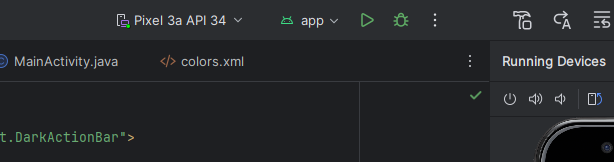 Pixel 3a API 34 app
MainActivity.java colors.xml Running Devices
t.DarkActionBar">